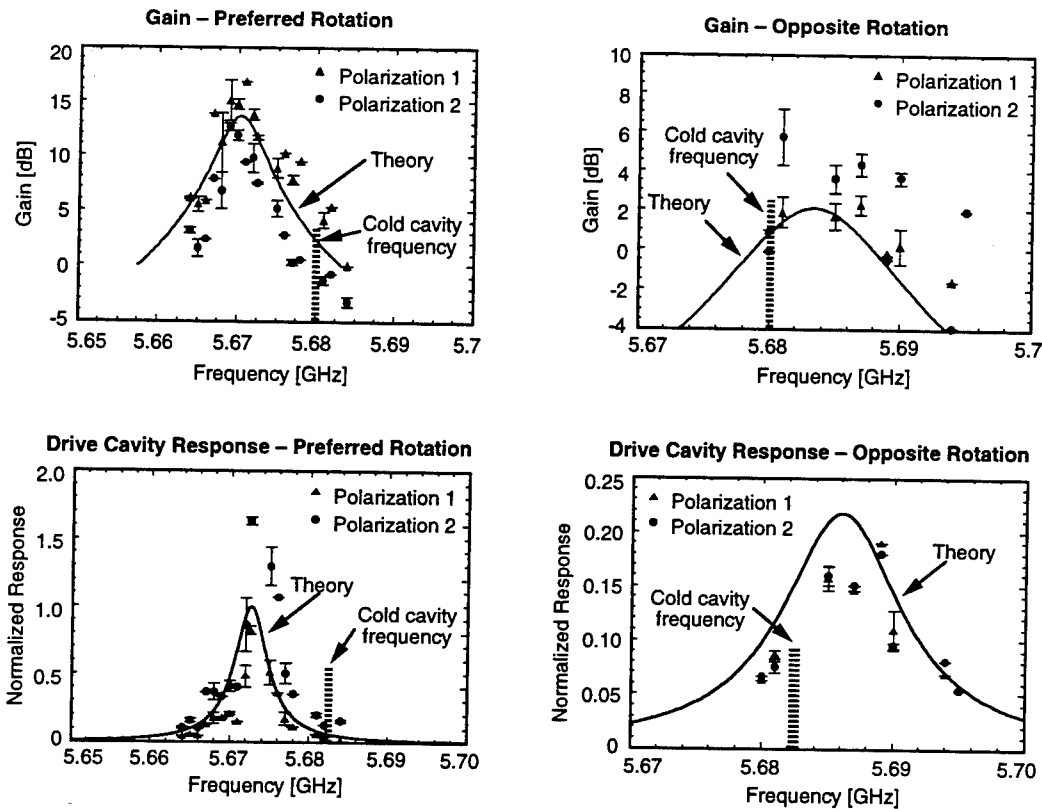 Gain – Preferred Rotation
20
15
10
5
0
-5
Gain [dB]
Polarization 1
Polarization 2
Theory
Cold cavity
frequency
5.65
5.66
5.67
5.68
5.69
5.7
Frequency [GHz]
Gain – Opposite Rotation
10
8
6
4
2
0
-2
-4
Gain [dB]
Polarization 1
Polarization 2
Cold cavity
frequency
Theory
5.67
5.68
5.69
5.7
Frequency [GHz]
Drive Cavity Response – Preferred Rotation
2.0
1.5
1.0
0.5
0
Normalized Response
Polarization 1
Polarization 2
Theory
Cold cavity
frequency
5.65
5.66
5.67
5.68
5.69
5.70
Frequency [GHz]
Drive Cavity Response – Opposite Rotation
0.25
0.20
0.15
0.10
0.05
0
Normalized Response
Polarization 1
Polarization 2
Theory
Cold cavity
frequency
5.67
5.68
5.69
5.70
Frequency [GHz]